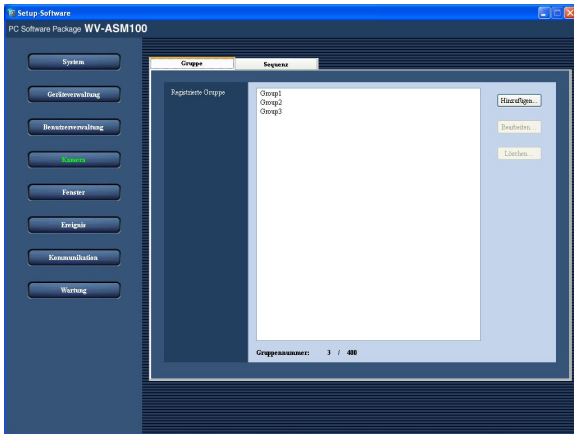 Setup-Software
PC Software Package WV-ASM100
System
Geräteverwaltung
Benutzerverwaltung
Kamera
Fenster
Ereignis
Kommunikation
Wartung
Gruppe Sequenz
Registrierte Gruppe
Group1
Group2
Group3
Hinzufügen...
Bearbeiten...
Löschen...
Gruppennummer: 3 / 400